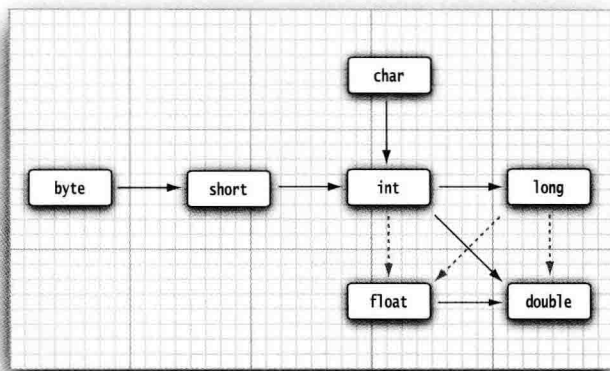 char
byte
short
int
long
float
double